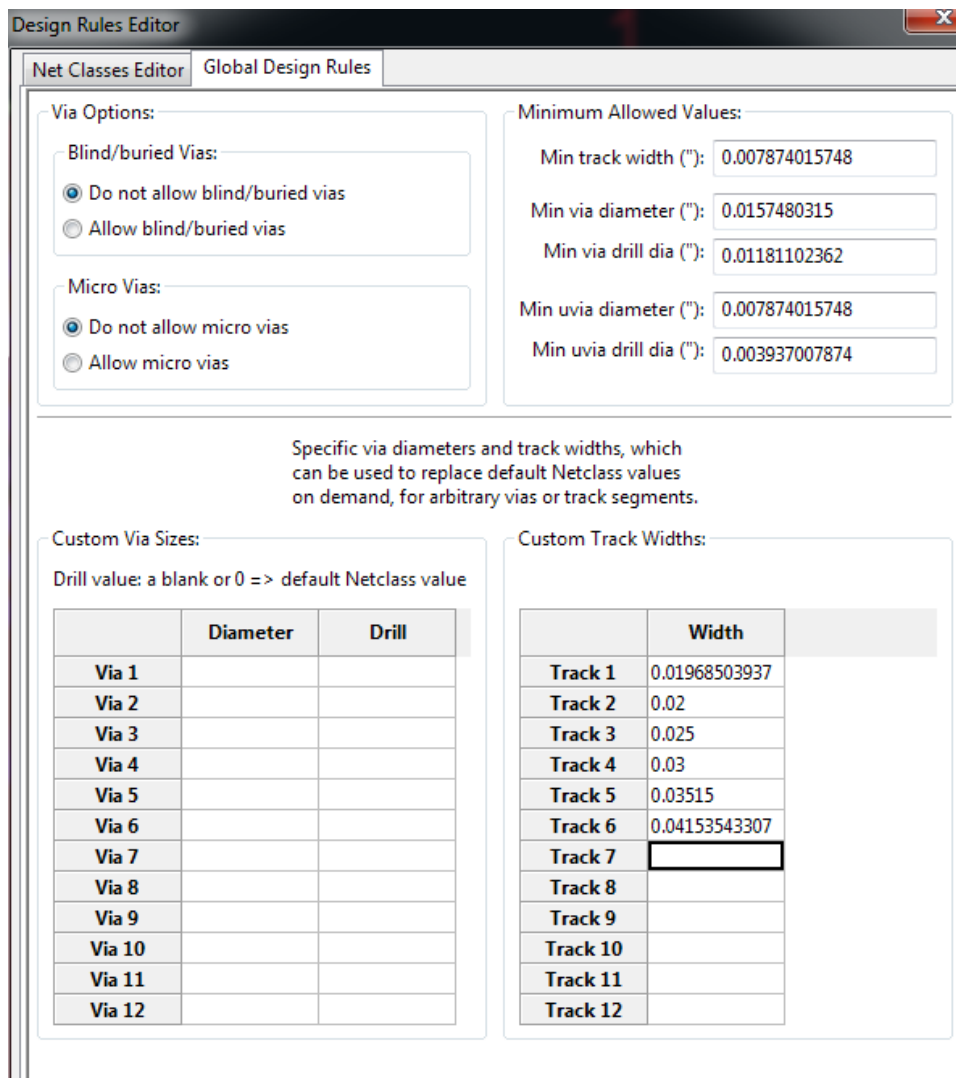 Design Rules Editor
1
X
Net Classes Editor Global Design Rules
Via Options:
Blind/buried Vias:
Do not allow blind/buried vias
Allow blind/buried vias
Micro Vias:
Do not allow micro vias
Allow micro vias
Minimum Allowed Values:
Min track width ("): 0.007874015748
Min via diameter ("): 0.0157480315
Min via drill dia ("): 0.01181102362
Min uvia diameter ("): 0.007874015748
Min uvia drill dia ("): 0.003937007874
Specific via diameters and track widths, which
can be used to replace default Netclass values
on demand, for arbitrary vias or track segments.
Custom Via Sizes:
Drill value: a blank or 0 => default Netclass value
Diameter Drill
Via 1
Via 2
Via 3
Via 4
Via 5
Via 6
Via 7
Via 8
Via 9
Via 10
Via 11
Via 12
Custom Track Widths:
Width
Track 1 0.01968503937
Track 2 0.02
Track 3 0.025
Track 4 0.03
Track 5 0.03515
Track 6 0.04153543307
Track 7
Track 8
Track 9
Track 10
Track 11
Track 12